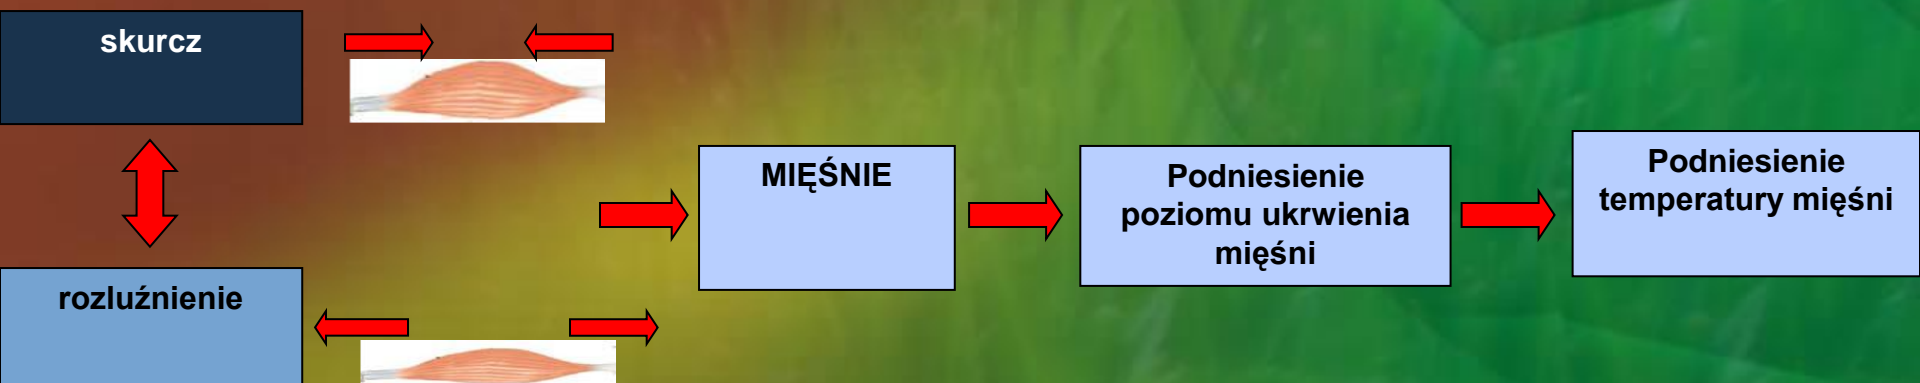 skurcz
rozluźnienie
MIĘŚNIE
Podniesienie
poziomu ukrwienia
mięśni
Podniesienie
temperatury mięśni